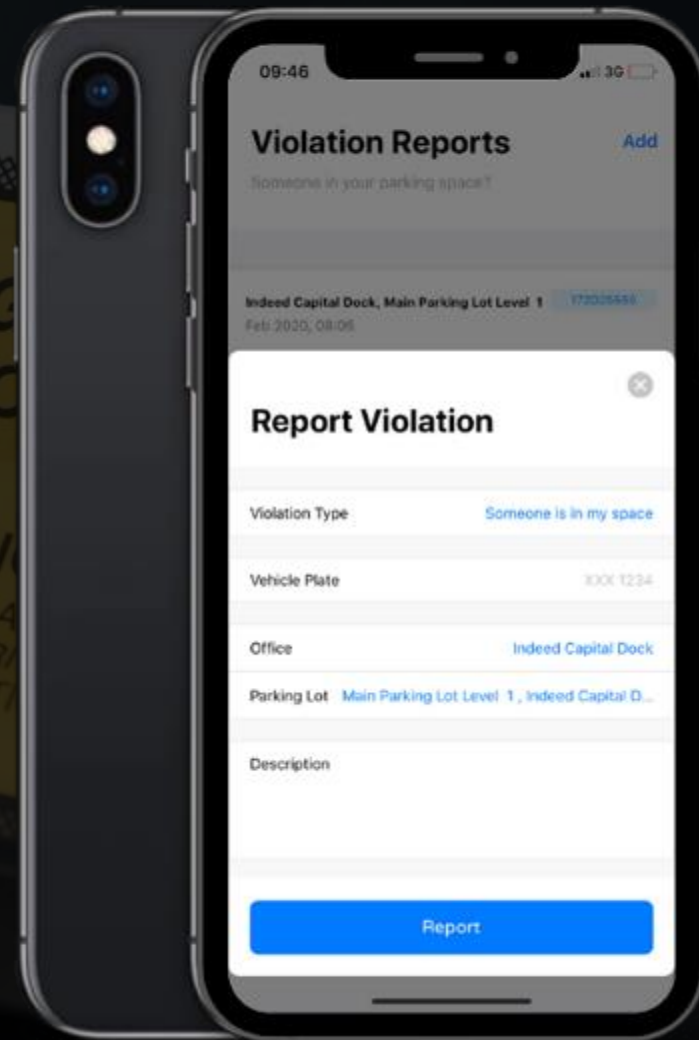 09:46
3G
Violation Reports
Add
Someone in your parking space?
Indeed Capital Dock, Main Parking Lot Level 1
Feb 2020, 08:06
Report Violation
Violation Type Someone is in my space
Vehicle Plate XXX 1234
Office Indeed Capital Dock
Parking Lot Main Parking Lot Level 1 , Indeed Capital D...
Description
Report